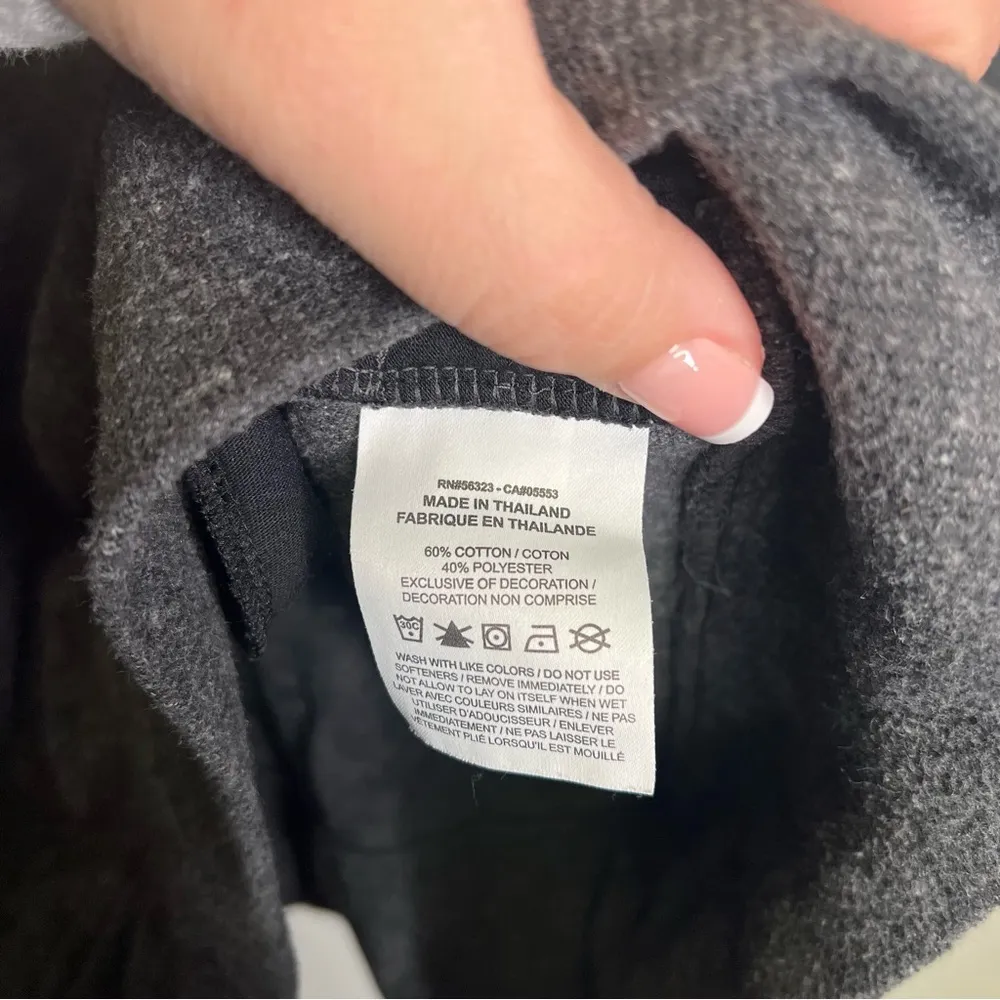 RN#56323 - CA#05553
MADE IN THAILAND
FABRIQUE EN THAILANDE
60% COTTON / COTON
40% POLYESTER
EXCLUSIVE OF DECORATION /
DECORATION NON COMPRISE
30C
WASH WITH LIKE COLORS / DO NOT USE
SOFTENERS / REMOVE IMMEDIATELY / DO
NOT ALLOW TO LAY ON ITSELF WHEN WET
LAVER AVEC COULEURS SIMILAIRES / NE PAS
UTILISER D'ADOUCISSEUR / ENLEVER
IMMEDIATEMENT / NE PAS LAISSER LE
VETEMENT PLIÉ LORSQU'IL EST MOUILLÉ